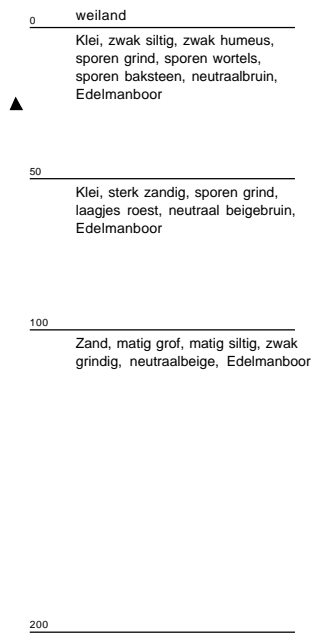 0
weiland
Klei, zwak siltig, zwak humeus,
sporen grind, sporen wortels,
sporen baksteen, neutraalbruin,
Edelmanboor
50
Klei, sterk zandig, sporen grind,
laagjes roest, neutraal beigebruin,
Edelmanboor
100
Zand, matig grof, matig siltig, zwak
grindig, neutraalbeige, Edelmanboor
200